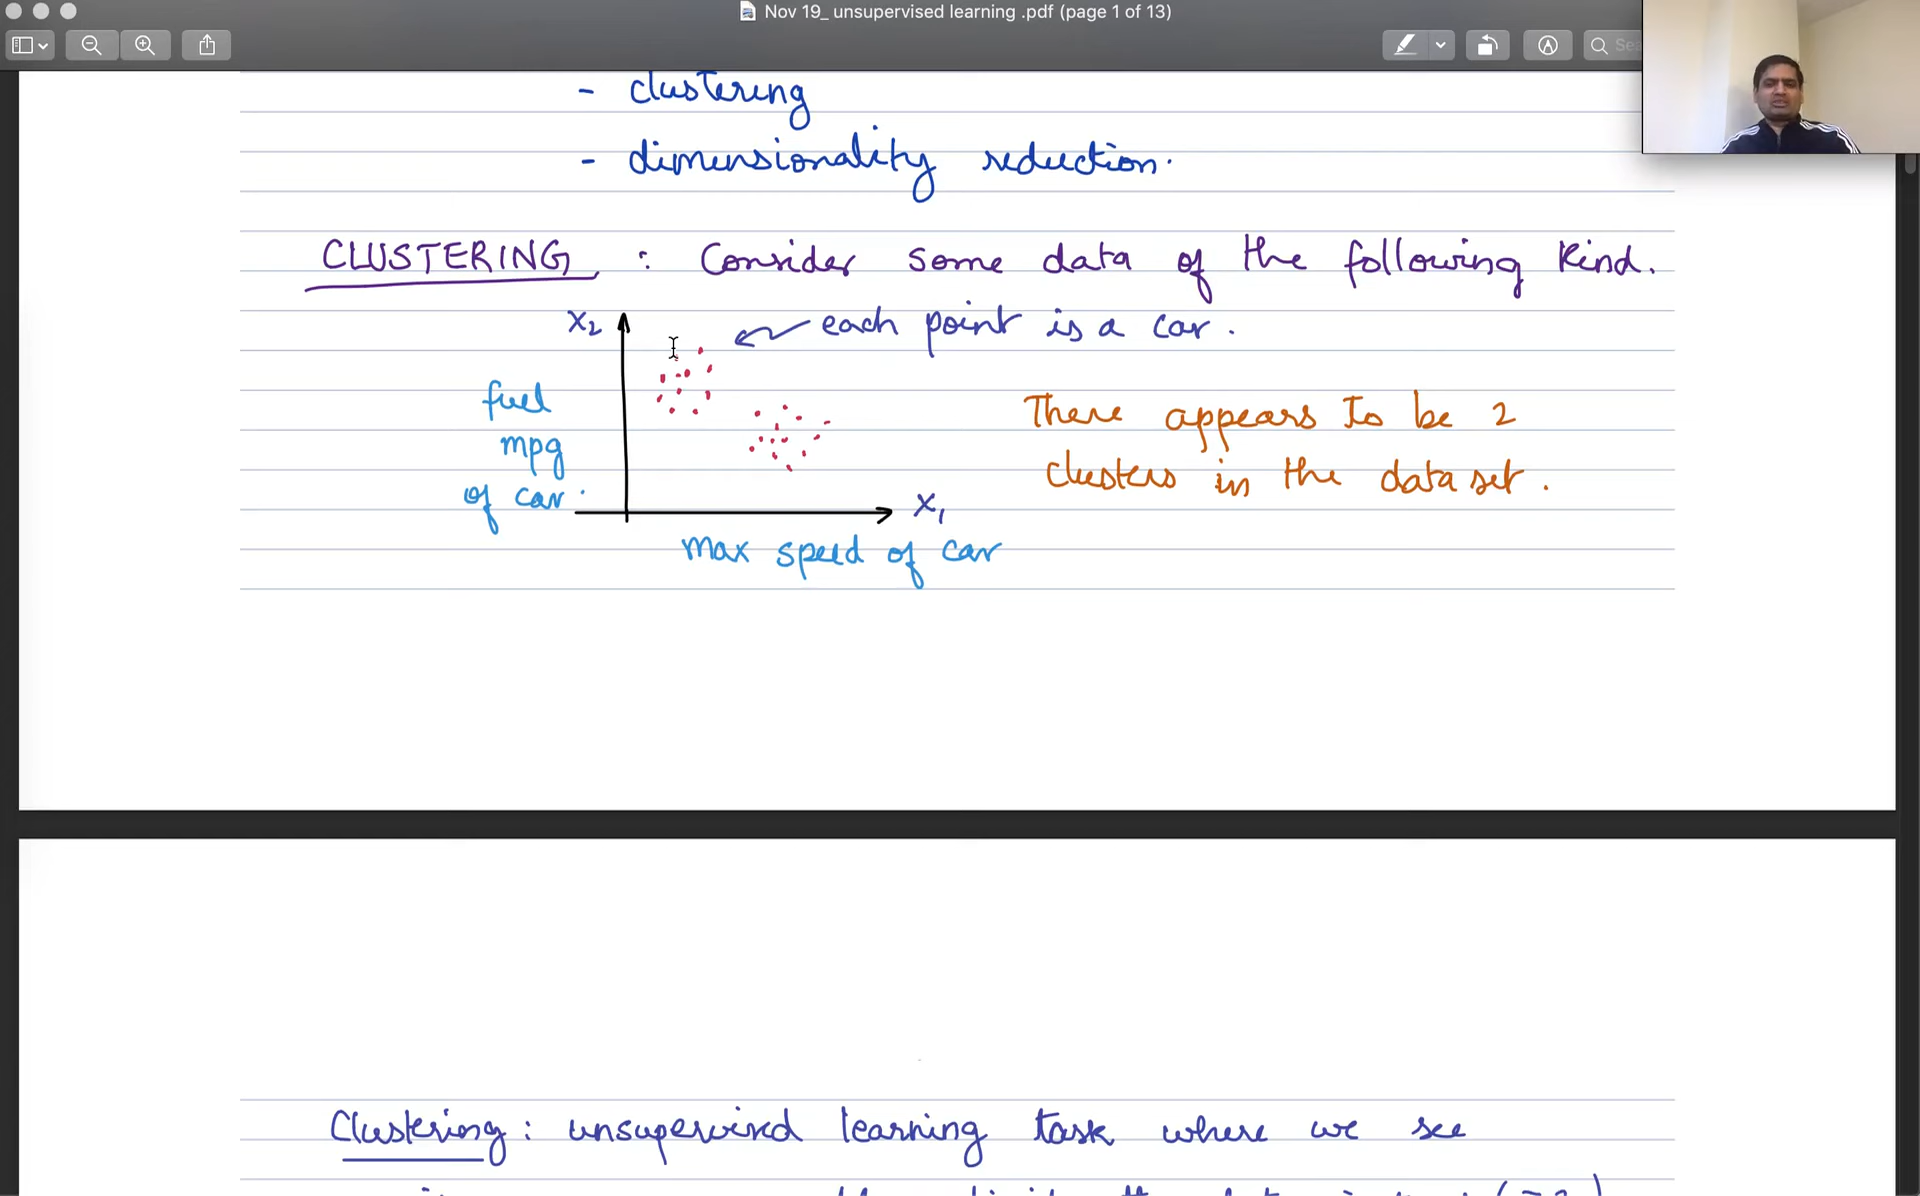 Nov 19_ unsupervised learning .pdf (page 1 of 13)
Sea
- clustering
- dimensionality reduction.
CLUSTERING : Consider some data of the following kind.
x2
each point is a car.
fuel
mpg
of car.
There appears to be 2
clusters in the data set.
x1
max speed of car
Clustering: unsupervised learning task where we see